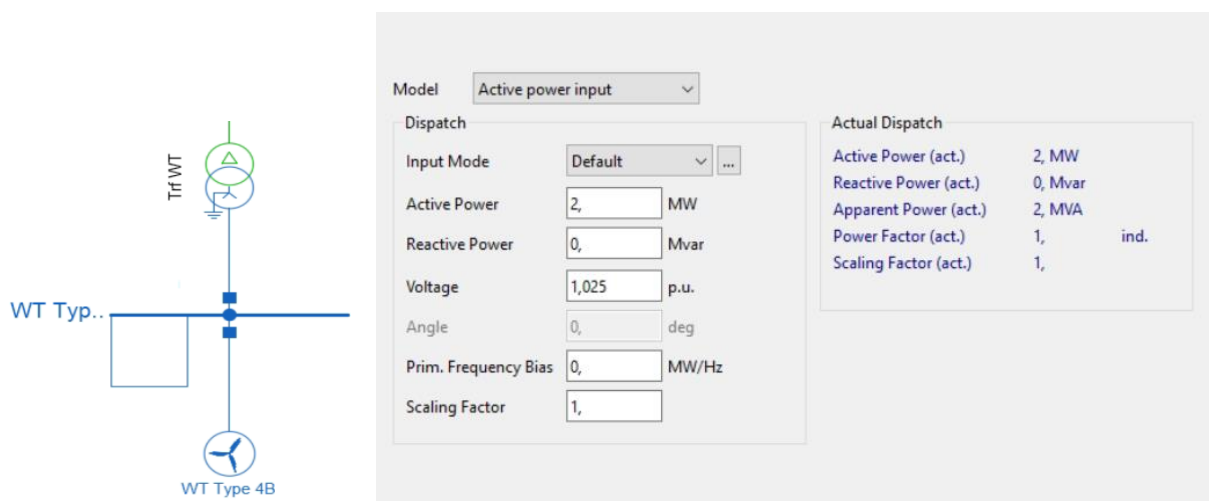 Trf WT
WT Typ..
WT Type 4B
Model Active power input
Dispatch
Input Mode Default ...
Active Power 2, MW
Reactive Power 0, Mvar
Voltage 1,025 p.u.
Angle 0, deg
Prim. Frequency Bias 0, MW/Hz
Scaling Factor 1,
Actual Dispatch
Active Power (act.) 2, MW
Reactive Power (act.) 0, Mvar
Apparent Power (act.) 2, MVA
Power Factor (act.) 1, ind.
Scaling Factor (act.) 1,